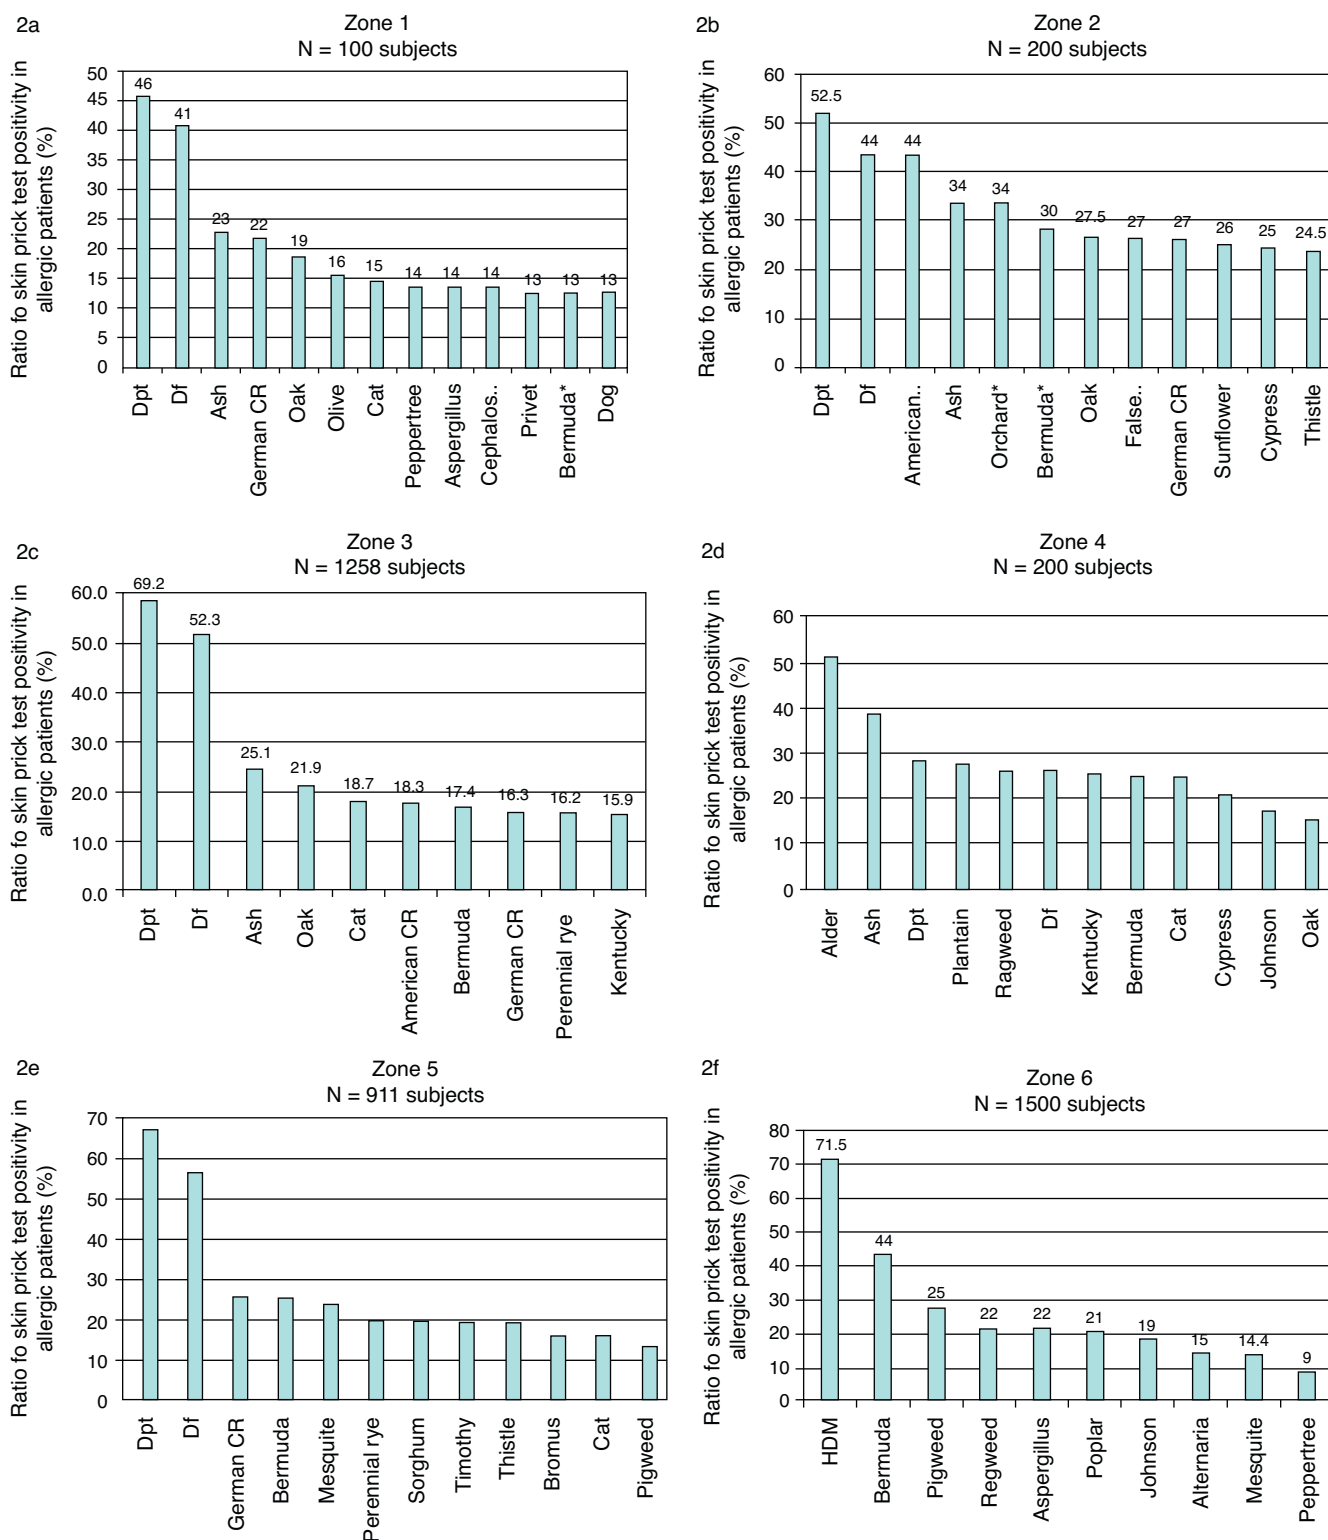 2a
Zone 1
N = 100 subjects
Ratio fo skin prick test positivity in
allergic patients (%)
50
45
40
35
30
25
20
15
10
5
0
46
41
23
22
19
16
15
14
14
14
13
13
13
Dpt
Df
Ash
German CR
Oak
Olive
Cat
Peppertree
Aspergillus
Cephalos..
Privet
Bermuda*
Dog
2b
Zone 2
N = 200 subjects
Ratio fo skin prick test positivity in
allergic patients (%)
60
50
40
30
20
10
0
52.5
44
44
34
34
30
27.5
27
27
26
25
24.5
Dpt
Df
American..
Ash
Orchard*
Bermuda*
Oak
False..
German CR
Sunflower
Cypress
Thistle
2c
Zone 3
N = 1258 subjects
Ratio fo skin prick test positivity in
allergic patients (%)
60.0
50.0
40.0
30.0
20.0
10.0
0.0
69.2
52.3
25.1
21.9
18.7
18.3
17.4
16.3
16.2
15.9
Dpt
Df
Ash
Oak
Cat
American CR
Bermuda
German CR
Perennial rye
Kentucky
2d
Zone 4
N = 200 subjects
Ratio fo skin prick test positivity in
allergic patients (%)
60
50
40
30
20
10
0
Alder
Ash
Dpt
Plantain
Ragweed
Df
Kentucky
Bermuda
Cat
Cypress
Johnson
Oak
2e
Zone 5
N = 911 subjects
Ratio fo skin prick test positivity in
allergic patients (%)
70
60
50
40
30
20
10
0
Dpt
Df
German CR
Bermuda
Mesquite
Perennial rye
Sorghum
Timothy
Thistle
Bromus
Cat
Pigweed
2f
Zone 6
N = 1500 subjects
Ratio fo skin prick test positivity in
allergic patients (%)
80
70
60
50
40
30
20
10
0
71.5
44
25
22
22
21
19
15
14.4
9
HDM
Bermuda
Pigweed
Regweed
Aspergillus
Poplar
Johnson
Alternaria
Mesquite
Peppertree